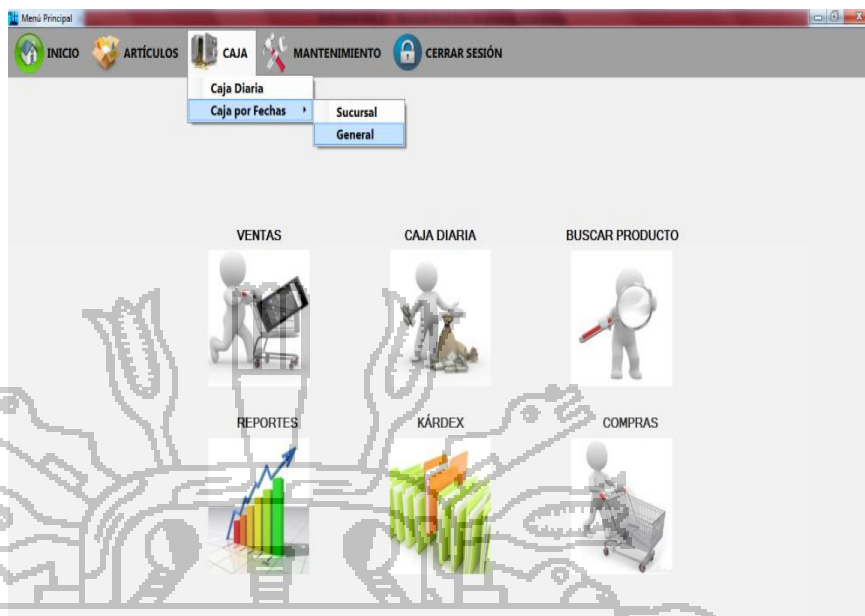 Menú Principal
INICIO ARTÍCULOS CAJA MANTENIMIENTO CERRAR SESIÓN
Caja Diaria
Caja por Fechas
Sucursal
General
VENTAS CAJA DIARIA BUSCAR PRODUCTO
REPORTES KÁRDEX COMPRAS